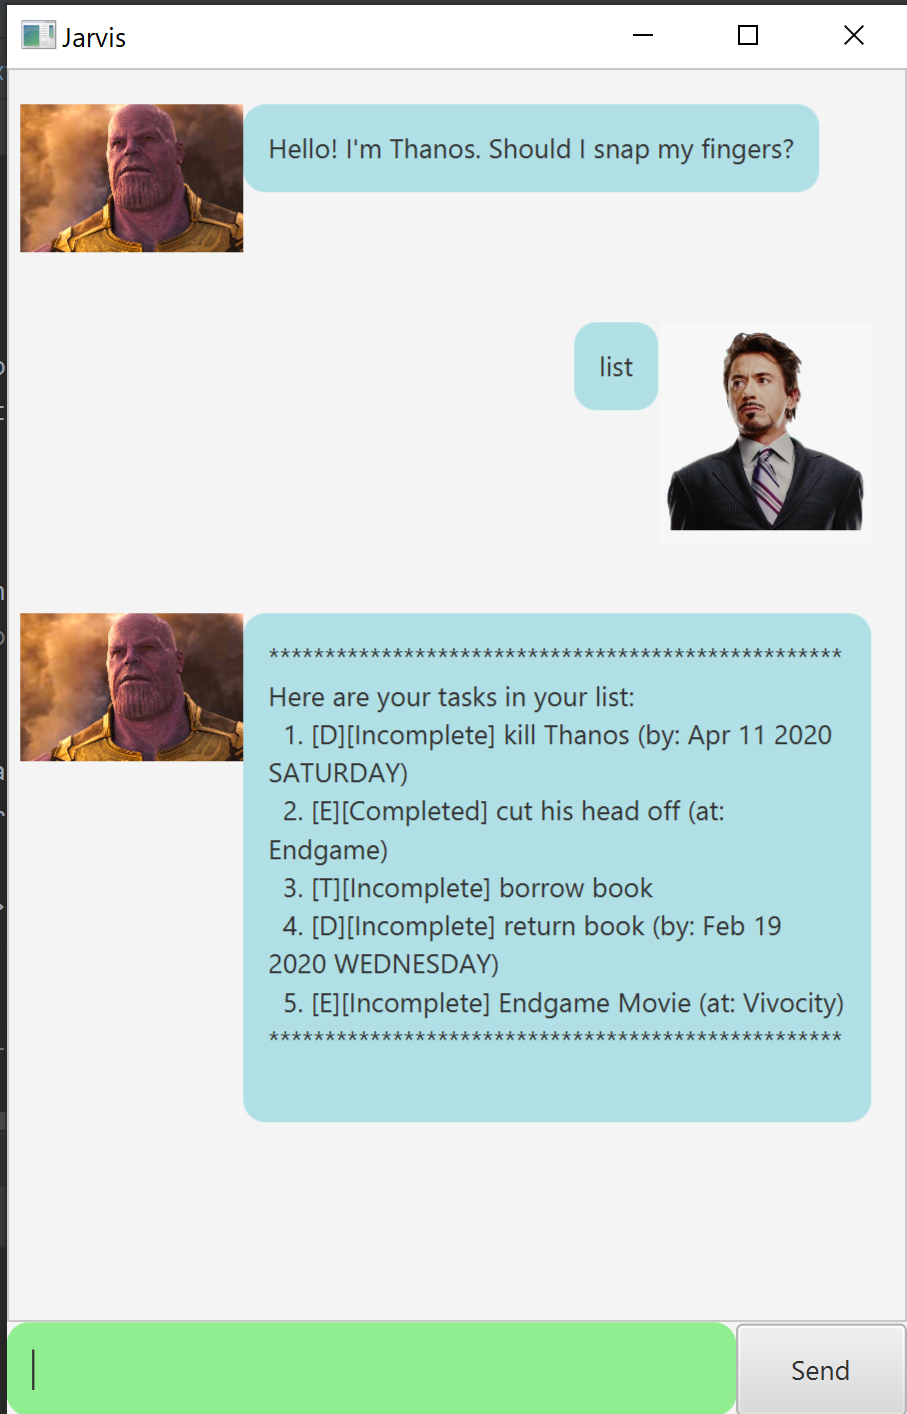 Jarvis
Hello! I'm Thanos. Should I snap my fingers?
list
***************************************************
Here are your tasks in your list:
1. [D][Incomplete] kill Thanos (by: Apr 11 2020
SATURDAY)
2. [E][Completed] cut his head off (at:
Endgame)
3. [T][Incomplete] borrow book
4. [D][Incomplete] return book (by: Feb 19
2020 WEDNESDAY)
5. [E][Incomplete] Endgame Movie (at: Vivocity)
***************************************************
Send